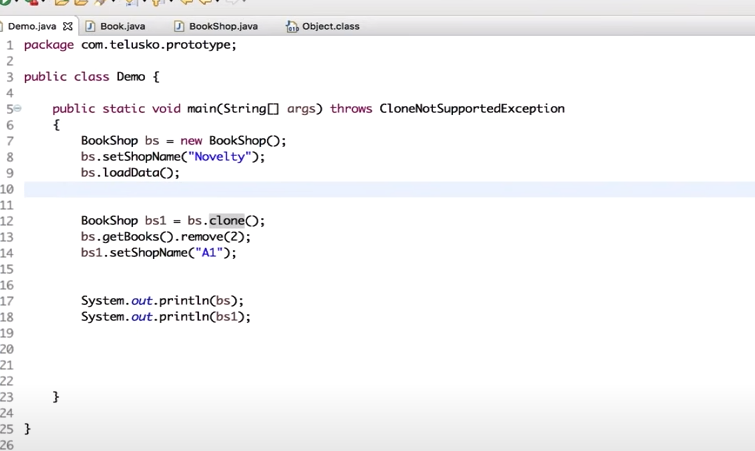 Demo.java Book.java BookShop.java Object.class
1 package com.telusko.prototype;
2
3 public class Demo {
4
5 public static void main(String[] args) throws CloneNotSupportedException
6 {
7 BookShop bs = new BookShop();
8 bs.setShopName("Novelty");
9 bs.loadData();
10
11
12 BookShop bs1 = bs.clone();
13 bs.getBooks().remove(2);
14 bs1.setShopName("A1");
15
16
17 System.out.println(bs);
18 System.out.println(bs1);
19
20
21
22
23 }
24
25 }
26